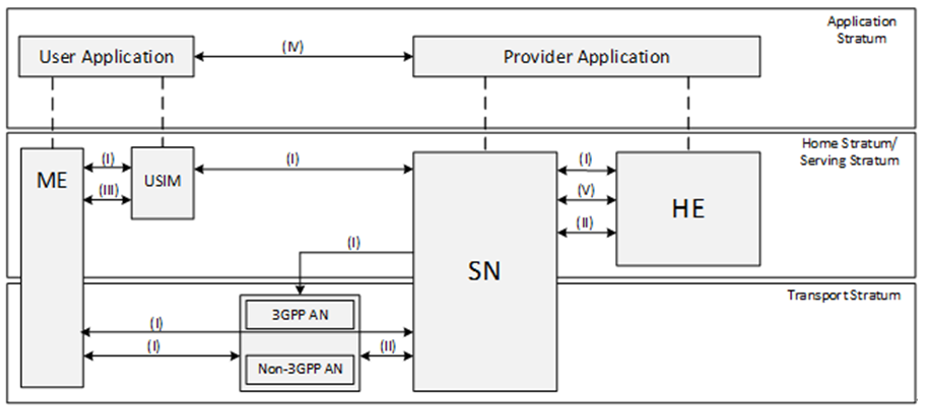 Application
Stratum
User Application
(IV)
Provider Application
Home Stratum/
Serving Stratum
ME
(I)
(III)
USIM
(I)
SN
(I)
(V)
(II)
HE
(I)
Transport Stratum
3GPP AN
(I)
(I)
(II)
Non-3GPP AN